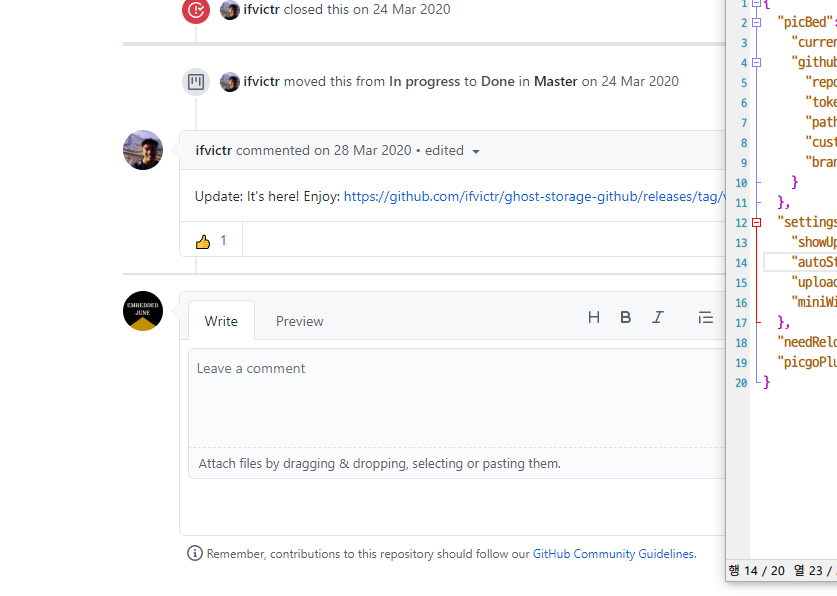 ifvictr closed this on 24 Mar 2020
ifvictr moved this from In progress to Done in Master on 24 Mar 2020
ifvictr commented on 28 Mar 2020 • edited
Update: It's here! Enjoy: https://github.com/ifvictr/ghost-storage-github/releases/tag/
1
EMBEDDED
JUNE
Write
Preview
H B I
Leave a comment
Attach files by dragging & dropping, selecting or pasting them.
Remember, contributions to this repository should follow our GitHub Community Guidelines.
1 {
2 "picBed":
3 "curren
4 "github
5 "repo
6 "toke
7 "path
8 "cust
9 "bran
10 }
11 },
12 "settings
13 "showUp
14 "autoSt
15 "upload
16 "miniWi
17 },
18 "needRelo
19 "picgoPlu
20 }
행 14 / 20 열 23 /